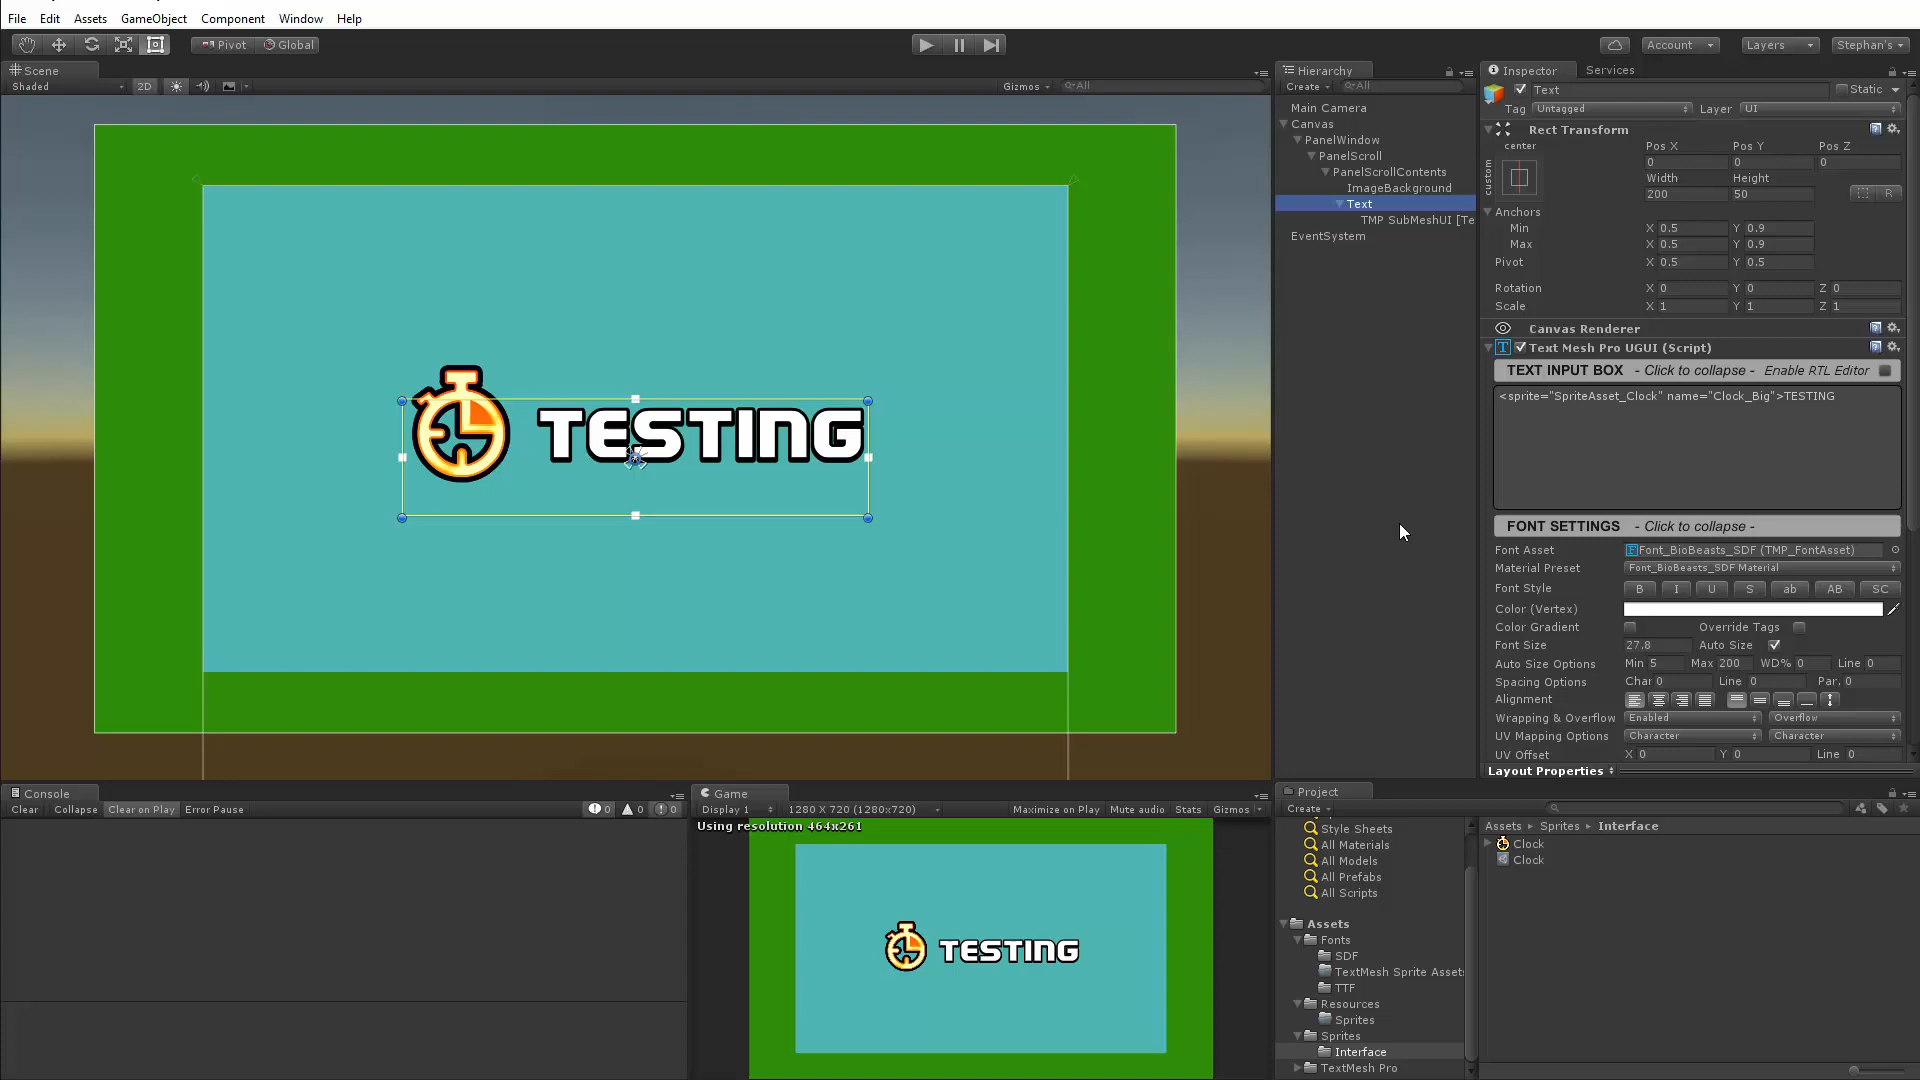 File Edit Assets GameObject Component Window Help
Pivot Global
Account Layers Stephan's
Scene
Shaded 2D Gizmos All
TESTING
Hierarchy
Create All
Main Camera
Canvas
PanelWindow
PanelScroll
PanelScrollContents
ImageBackground
Text
TMP SubMeshUI [Te
EventSystem
Inspector Services
Text Static
Tag Untagged Layer UI
Rect Transform
center Pos X Pos Y Pos Z
custom 0 0 0
Width Height
200 50 R
Anchors
Min X 0.5 Y 0.9
Max X 0.5 Y 0.9
Pivot X 0.5 Y 0.5
Rotation X 0 Y 0 Z 0
Scale X 1 Y 1 Z 1
Canvas Renderer
Text Mesh Pro UGUI (Script)
TEXT INPUT BOX - Click to collapse - Enable RTL Editor
<sprite="SpriteAsset_Clock" name="Clock_Big">TESTING
FONT SETTINGS - Click to collapse -
Font Asset Font_BioBeasts_SDF (TMP_FontAsset)
Material Preset Font_BioBeasts_SDF Material
Font Style B I U S ab AB SC
Color (Vertex)
Color Gradient Override Tags
Font Size 27.8 Auto Size
Auto Size Options Min 5 Max 200 WD% 0 Line 0
Spacing Options Char 0 Line 0 Par. 0
Alignment
Wrapping & Overflow Enabled Overflow
UV Mapping Options Character Character
UV Offset X 0 Y 0 Line 0
Layout Properties
Console
Clear Collapse Clear on Play Error Pause 0 0 0
Game
Display 1 1280 X 720 (1280x720) Maximize on Play Mute audio Stats Gizmos
Using resolution 464x261
TESTING
Project
Create
Style Sheets
All Materials
All Models
All Prefabs
All Scripts
Assets
Fonts
SDF
TextMesh Sprite Assets
TTF
Resources
Sprites
Sprites
Interface
TextMesh Pro
Assets Sprites Interface
Clock
Clock